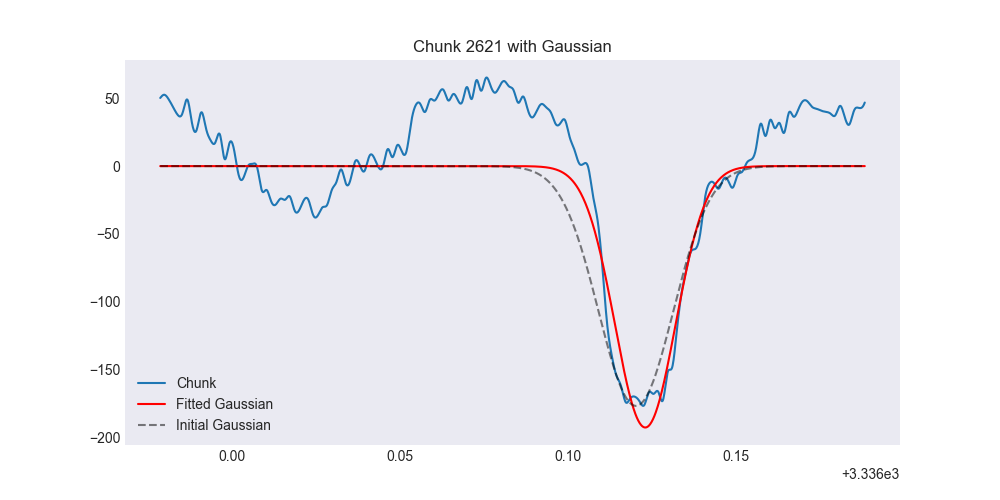 Chunk 2621 with Gaussian
50
0
−50
−100
−150
−200
Chunk
Fitted Gaussian
Initial Gaussian
0.00 0.05 0.10 0.15
+3.336e3